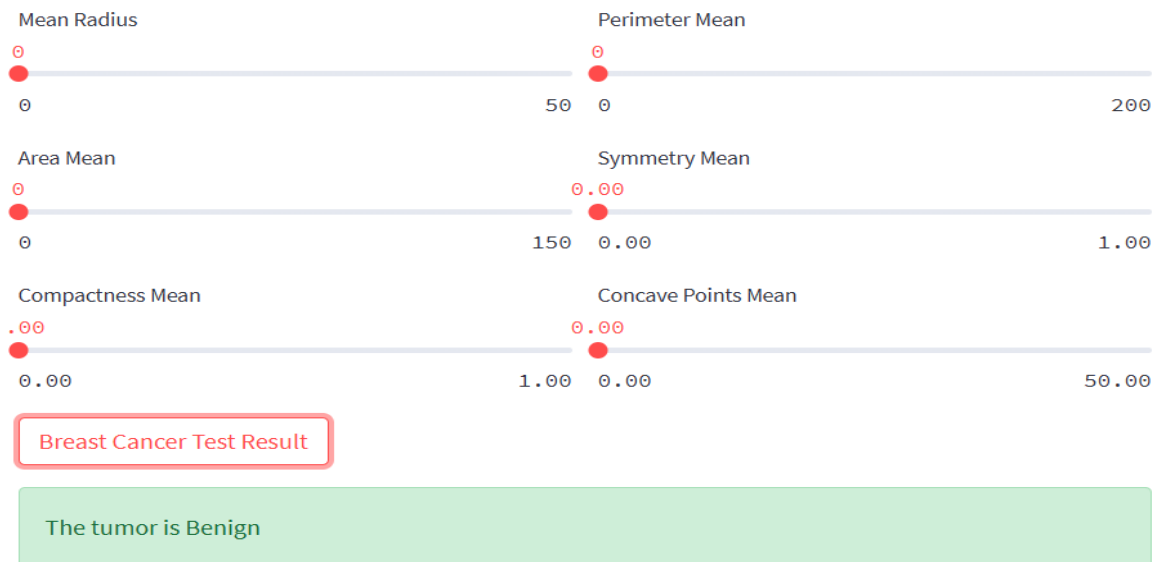 Mean Radius
Perimeter Mean
0
0
0 50
0 200
Area Mean
Symmetry Mean
0
0.00
0 150
0.00 1.00
Compactness Mean
Concave Points Mean
.00
0.00
0.00 1.00
0.00 50.00
Breast Cancer Test Result
The tumor is Benign